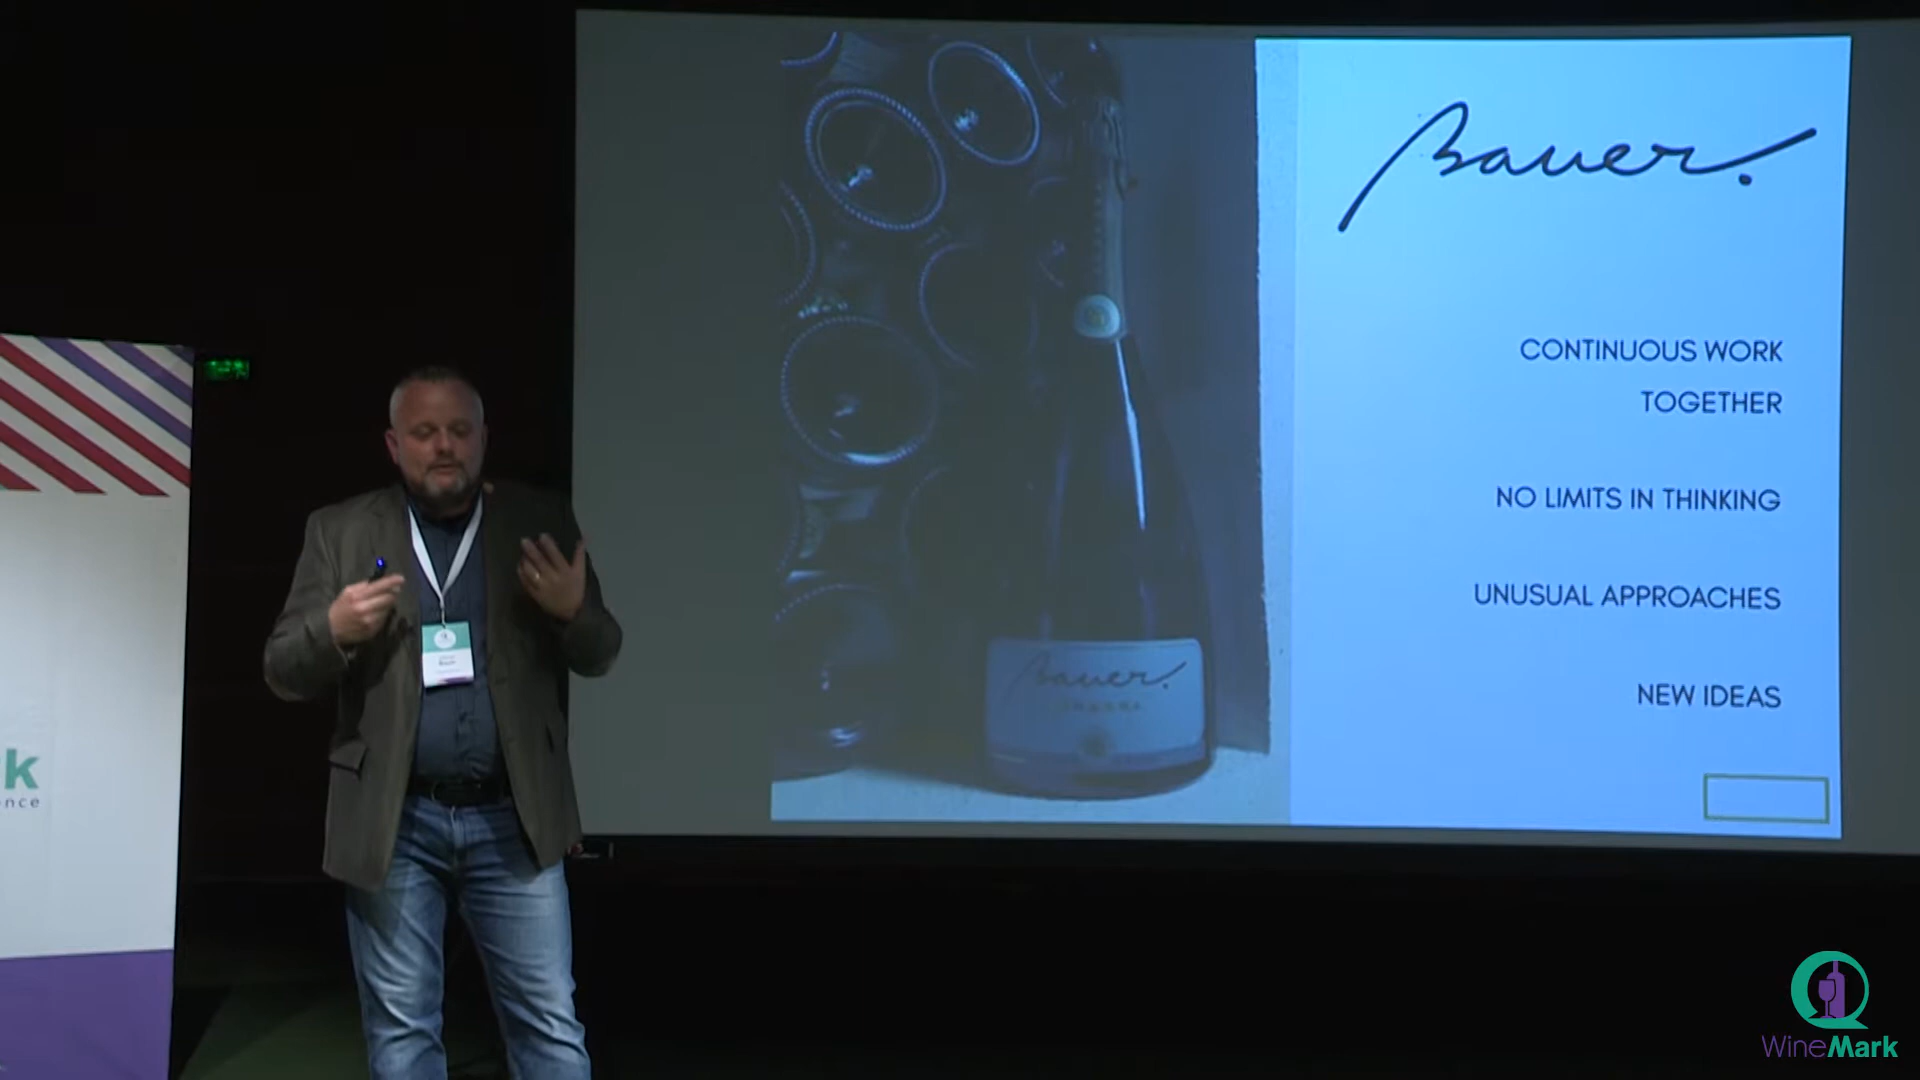 Bauer.
CONTINUOUS WORK
TOGETHER
NO LIMITS IN THINKING
UNUSUAL APPROACHES
NEW IDEAS
Bauer.
k
nce
WineMark